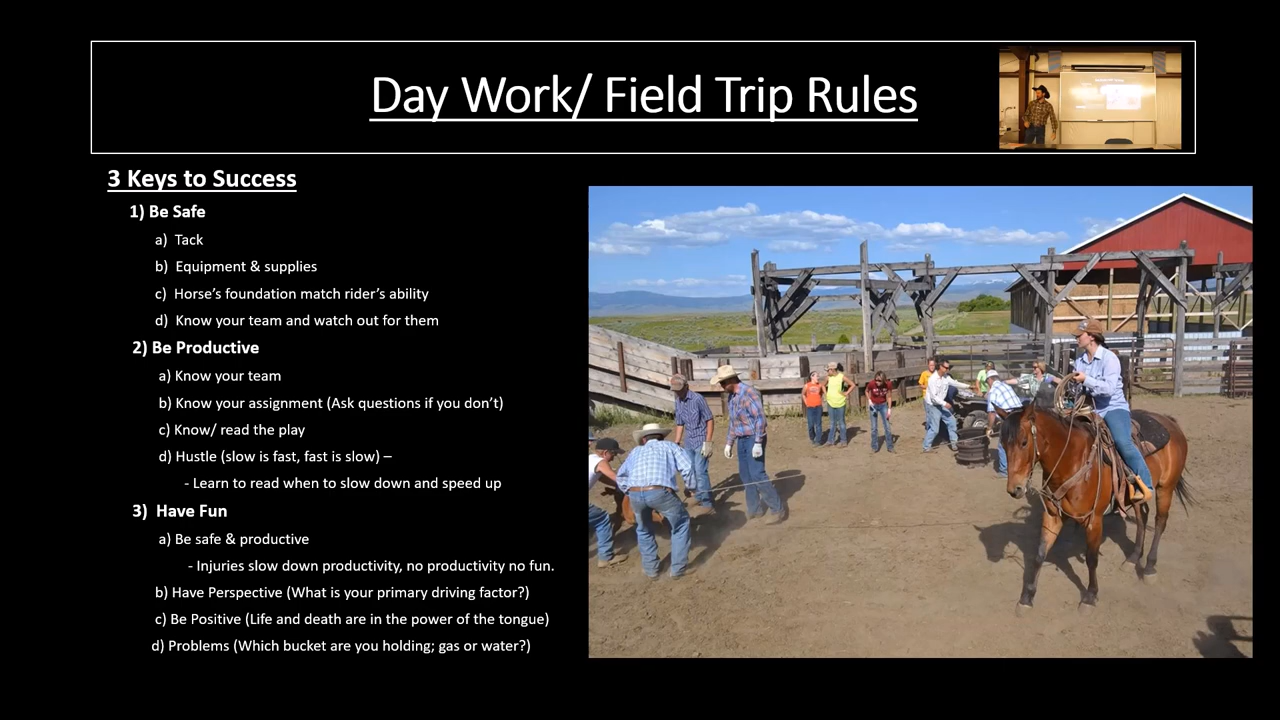 Day Work/ Field Trip Rules
3 Keys to Success
1) Be Safe
a) Tack
b) Equipment & supplies
c) Horse’s foundation match rider’s ability
d) Know your team and watch out for them
2) Be Productive
a) Know your team
b) Know your assignment (Ask questions if you don’t)
c) Know/ read the play
d) Hustle (slow is fast, fast is slow) –
- Learn to read when to slow down and speed up
3) Have Fun
a) Be safe & productive
- Injuries slow down productivity, no productivity no fun.
b) Have Perspective (What is your primary driving factor?)
c) Be Positive (Life and death are in the power of the tongue)
d) Problems (Which bucket are you holding; gas or water?)